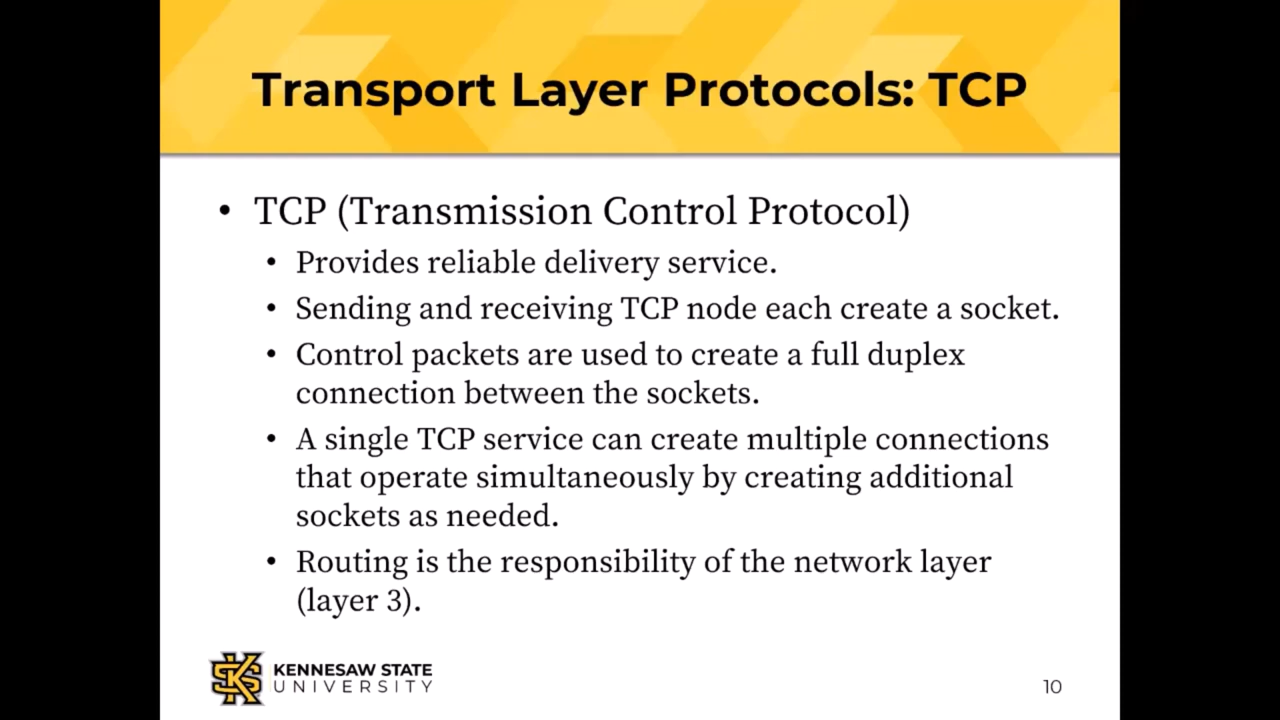 Transport Layer Protocols: TCP
• TCP (Transmission Control Protocol)
• Provides reliable delivery service.
• Sending and receiving TCP node each create a socket.
• Control packets are used to create a full duplex
connection between the sockets.
• A single TCP service can create multiple connections
that operate simultaneously by creating additional
sockets as needed.
• Routing is the responsibility of the network layer
(layer 3).
KENNESAW STATE
UNIVERSITY
10